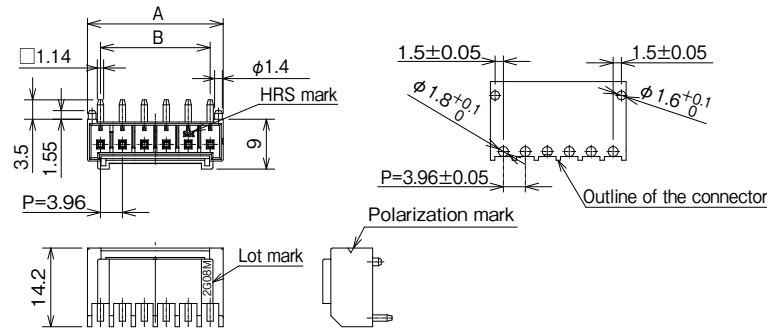 A
B
□1.14
φ1.4
HRS mark
3.5
1.55
9
P=3.96
1.5±0.05
1.5±0.05
φ1.8+0.1 0
φ1.6+0.1 0
P=3.96±0.05
Outline of the connector
Polarization mark
14.2
Lot mark
2G08M